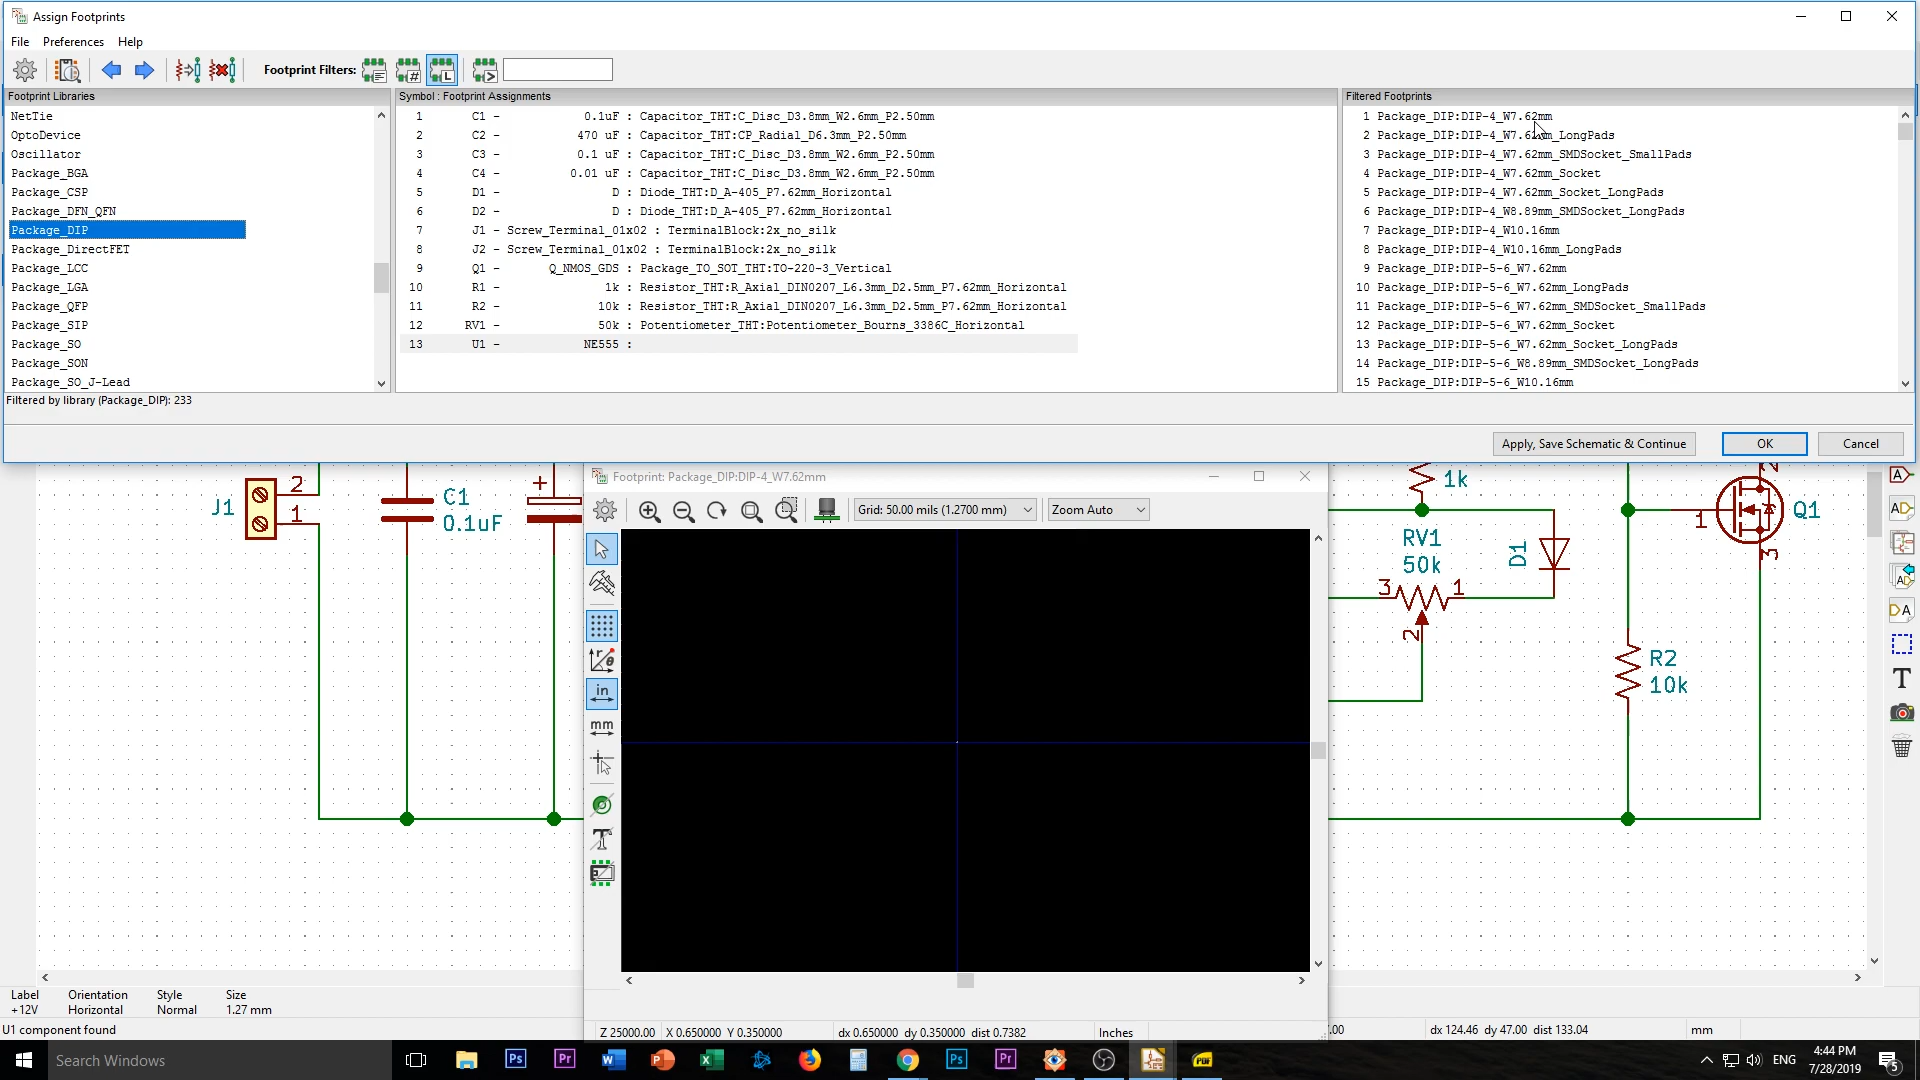 Assign Footprints
File Preferences Help
Footprint Filters:
Footprint Libraries
NetTie
OptoDevice
Oscillator
Package_BGA
Package_CSP
Package_DFN_QFN
Package_DIP
Package_DirectFET
Package_LCC
Package_LGA
Package_QFP
Package_SIP
Package_SO
Package_SON
Package_SO_J-Lead
Symbol : Footprint Assignments
1 C1 - 0.1uF : Capacitor_THT:C_Disc_D3.8mm_W2.6mm_P2.50mm
2 C2 - 470 uF : Capacitor_THT:CP_Radial_D6.3mm_P2.50mm
3 C3 - 0.1 uF : Capacitor_THT:C_Disc_D3.8mm_W2.6mm_P2.50mm
4 C4 - 0.01 uF : Capacitor_THT:C_Disc_D3.8mm_W2.6mm_P2.50mm
5 D1 - D : Diode_THT:D_A-405_P7.62mm_Horizontal
6 D2 - D : Diode_THT:D_A-405_P7.62mm_Horizontal
7 J1 - Screw_Terminal_01x02 : TerminalBlock:2x_no_silk
8 J2 - Screw_Terminal_01x02 : TerminalBlock:2x_no_silk
9 Q1 - Q_NMOS_GDS : Package_TO_SOT_THT:TO-220-3_Vertical
10 R1 - 1k : Resistor_THT:R_Axial_DIN0207_L6.3mm_D2.5mm_P7.62mm_Horizontal
11 R2 - 10k : Resistor_THT:R_Axial_DIN0207_L6.3mm_D2.5mm_P7.62mm_Horizontal
12 RV1 - 50k : Potentiometer_THT:Potentiometer_Bourns_3386C_Horizontal
13 U1 - NE555 :
Filtered Footprints
1 Package_DIP:DIP-4_W7.62mm
2 Package_DIP:DIP-4_W7.62mm_LongPads
3 Package_DIP:DIP-4_W7.62mm_SMDSocket_SmallPads
4 Package_DIP:DIP-4_W7.62mm_Socket
5 Package_DIP:DIP-4_W7.62mm_Socket_LongPads
6 Package_DIP:DIP-4_W8.89mm_SMDSocket_LongPads
7 Package_DIP:DIP-4_W10.16mm
8 Package_DIP:DIP-4_W10.16mm_LongPads
9 Package_DIP:DIP-5-6_W7.62mm
10 Package_DIP:DIP-5-6_W7.62mm_LongPads
11 Package_DIP:DIP-5-6_W7.62mm_SMDSocket_SmallPads
12 Package_DIP:DIP-5-6_W7.62mm_Socket
13 Package_DIP:DIP-5-6_W7.62mm_Socket_LongPads
14 Package_DIP:DIP-5-6_W8.89mm_SMDSocket_LongPads
15 Package_DIP:DIP-5-6_W10.16mm
Filtered by library (Package_DIP): 233
Apply, Save Schematic & Continue
OK
Cancel
J1
2
1
C1
0.1uF
+
Footprint: Package_DIP:DIP-4_W7.62mm
Grid: 50.00 mils (1.2700 mm)
Zoom Auto
in
mm
1k
RV1
50k
3
1
2
D1
2
1
3
Q1
R2
10k
Z 25000.00 X 0.650000 Y 0.350000 dx 0.650000 dy 0.350000 dist 0.7382 Inches
Label Orientation Style Size
+12V Horizontal Normal 1.27 mm
U1 component found
.00 dx 124.46 dy 47.00 dist 133.04 mm
Search Windows
ENG
4:44 PM
7/28/2019
5